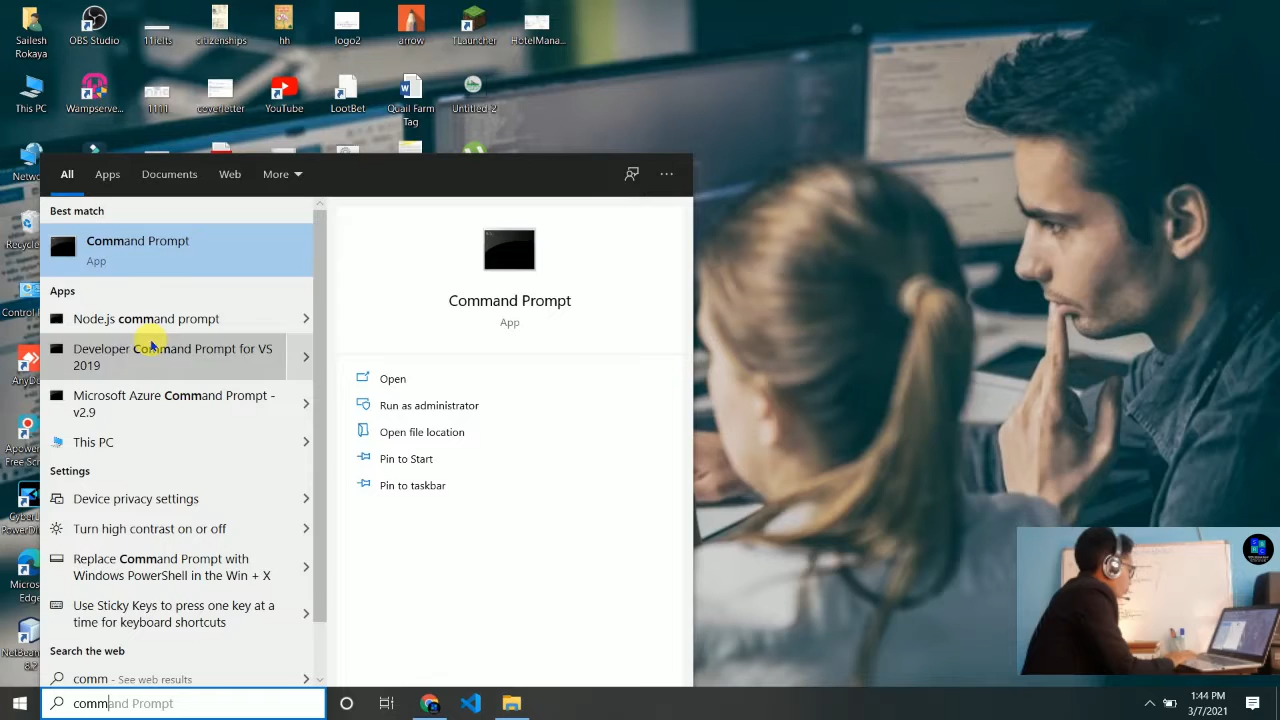 Sailesh
Rokaya
OBS Studio
11ielts
citizenships
hh
logo2
arrow
TLauncher
HotelMana...
This PC
Wampserve...
1111
coverletter
YouTube
LootBet
Quail Farm
Tag
Untitled-2
All
Apps
Documents
Web
More
Best match
Command Prompt
App
Apps
Node.js command prompt
Developer Command Prompt for VS
2019
Microsoft Azure Command Prompt -
v2.9
This PC
Settings
Device privacy settings
Turn high contrast on or off
Replace Command Prompt with
Windows PowerShell in the Win + X
Use Sticky Keys to press one key at a
time for keyboard shortcuts
Search the web
comm - See web results
Command Prompt
App
Open
Run as administrator
Open file location
Pin to Start
Pin to taskbar
command Prompt
1:44 PM
3/7/2021